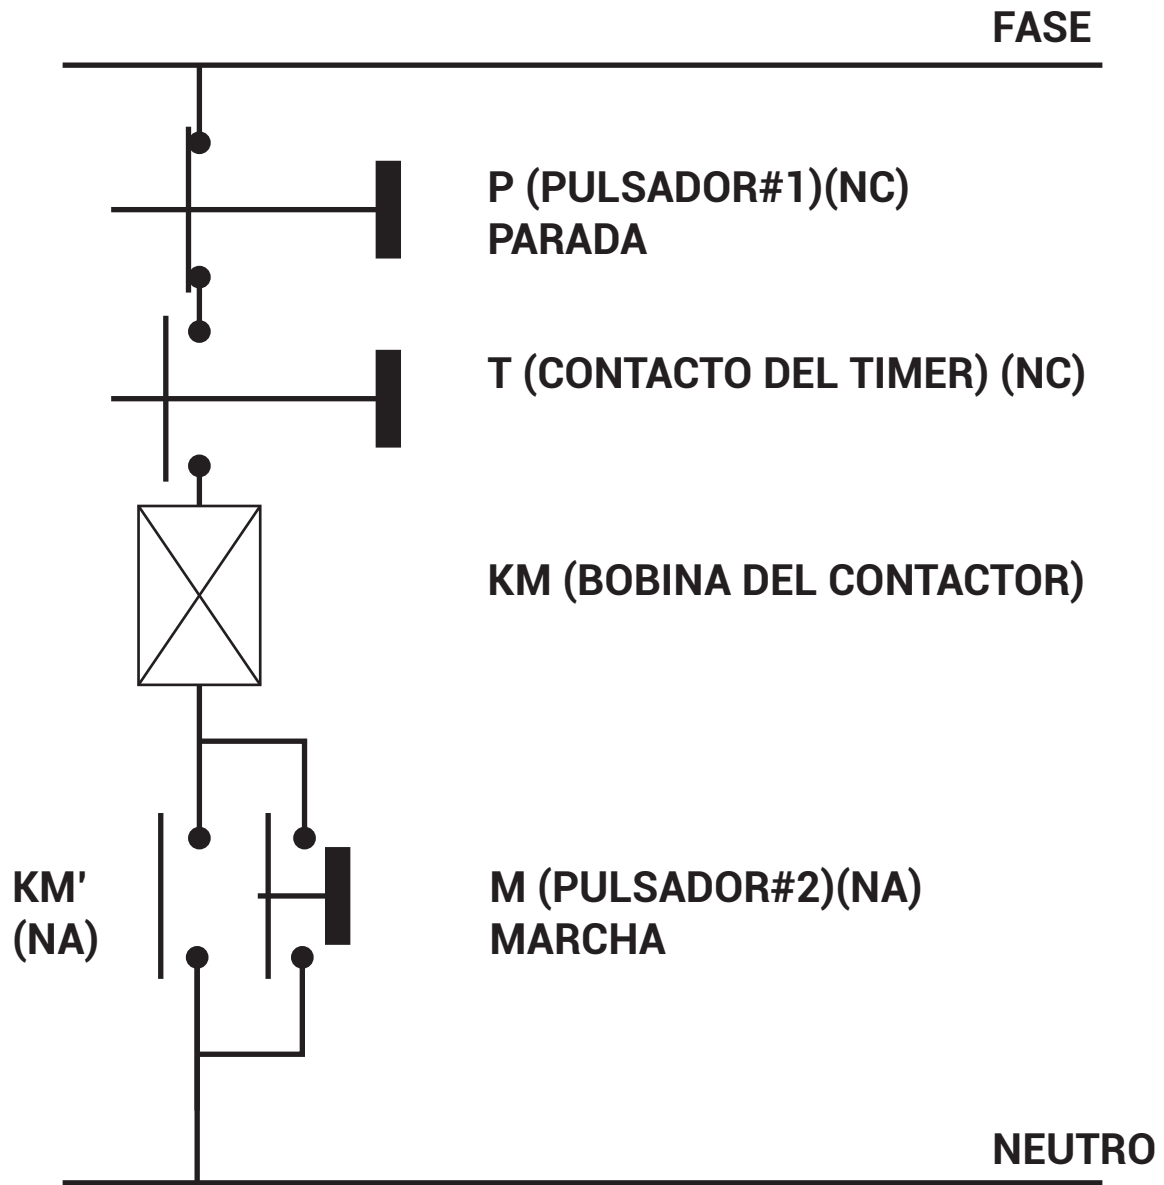 FASE
P (PULSADOR#1)(NC)
PARADA
T (CONTACTO DEL TIMER) (NC)
KM (BOBINA DEL CONTACTOR)
KM'
(NA)
M (PULSADOR#2)(NA)
MARCHA
NEUTRO